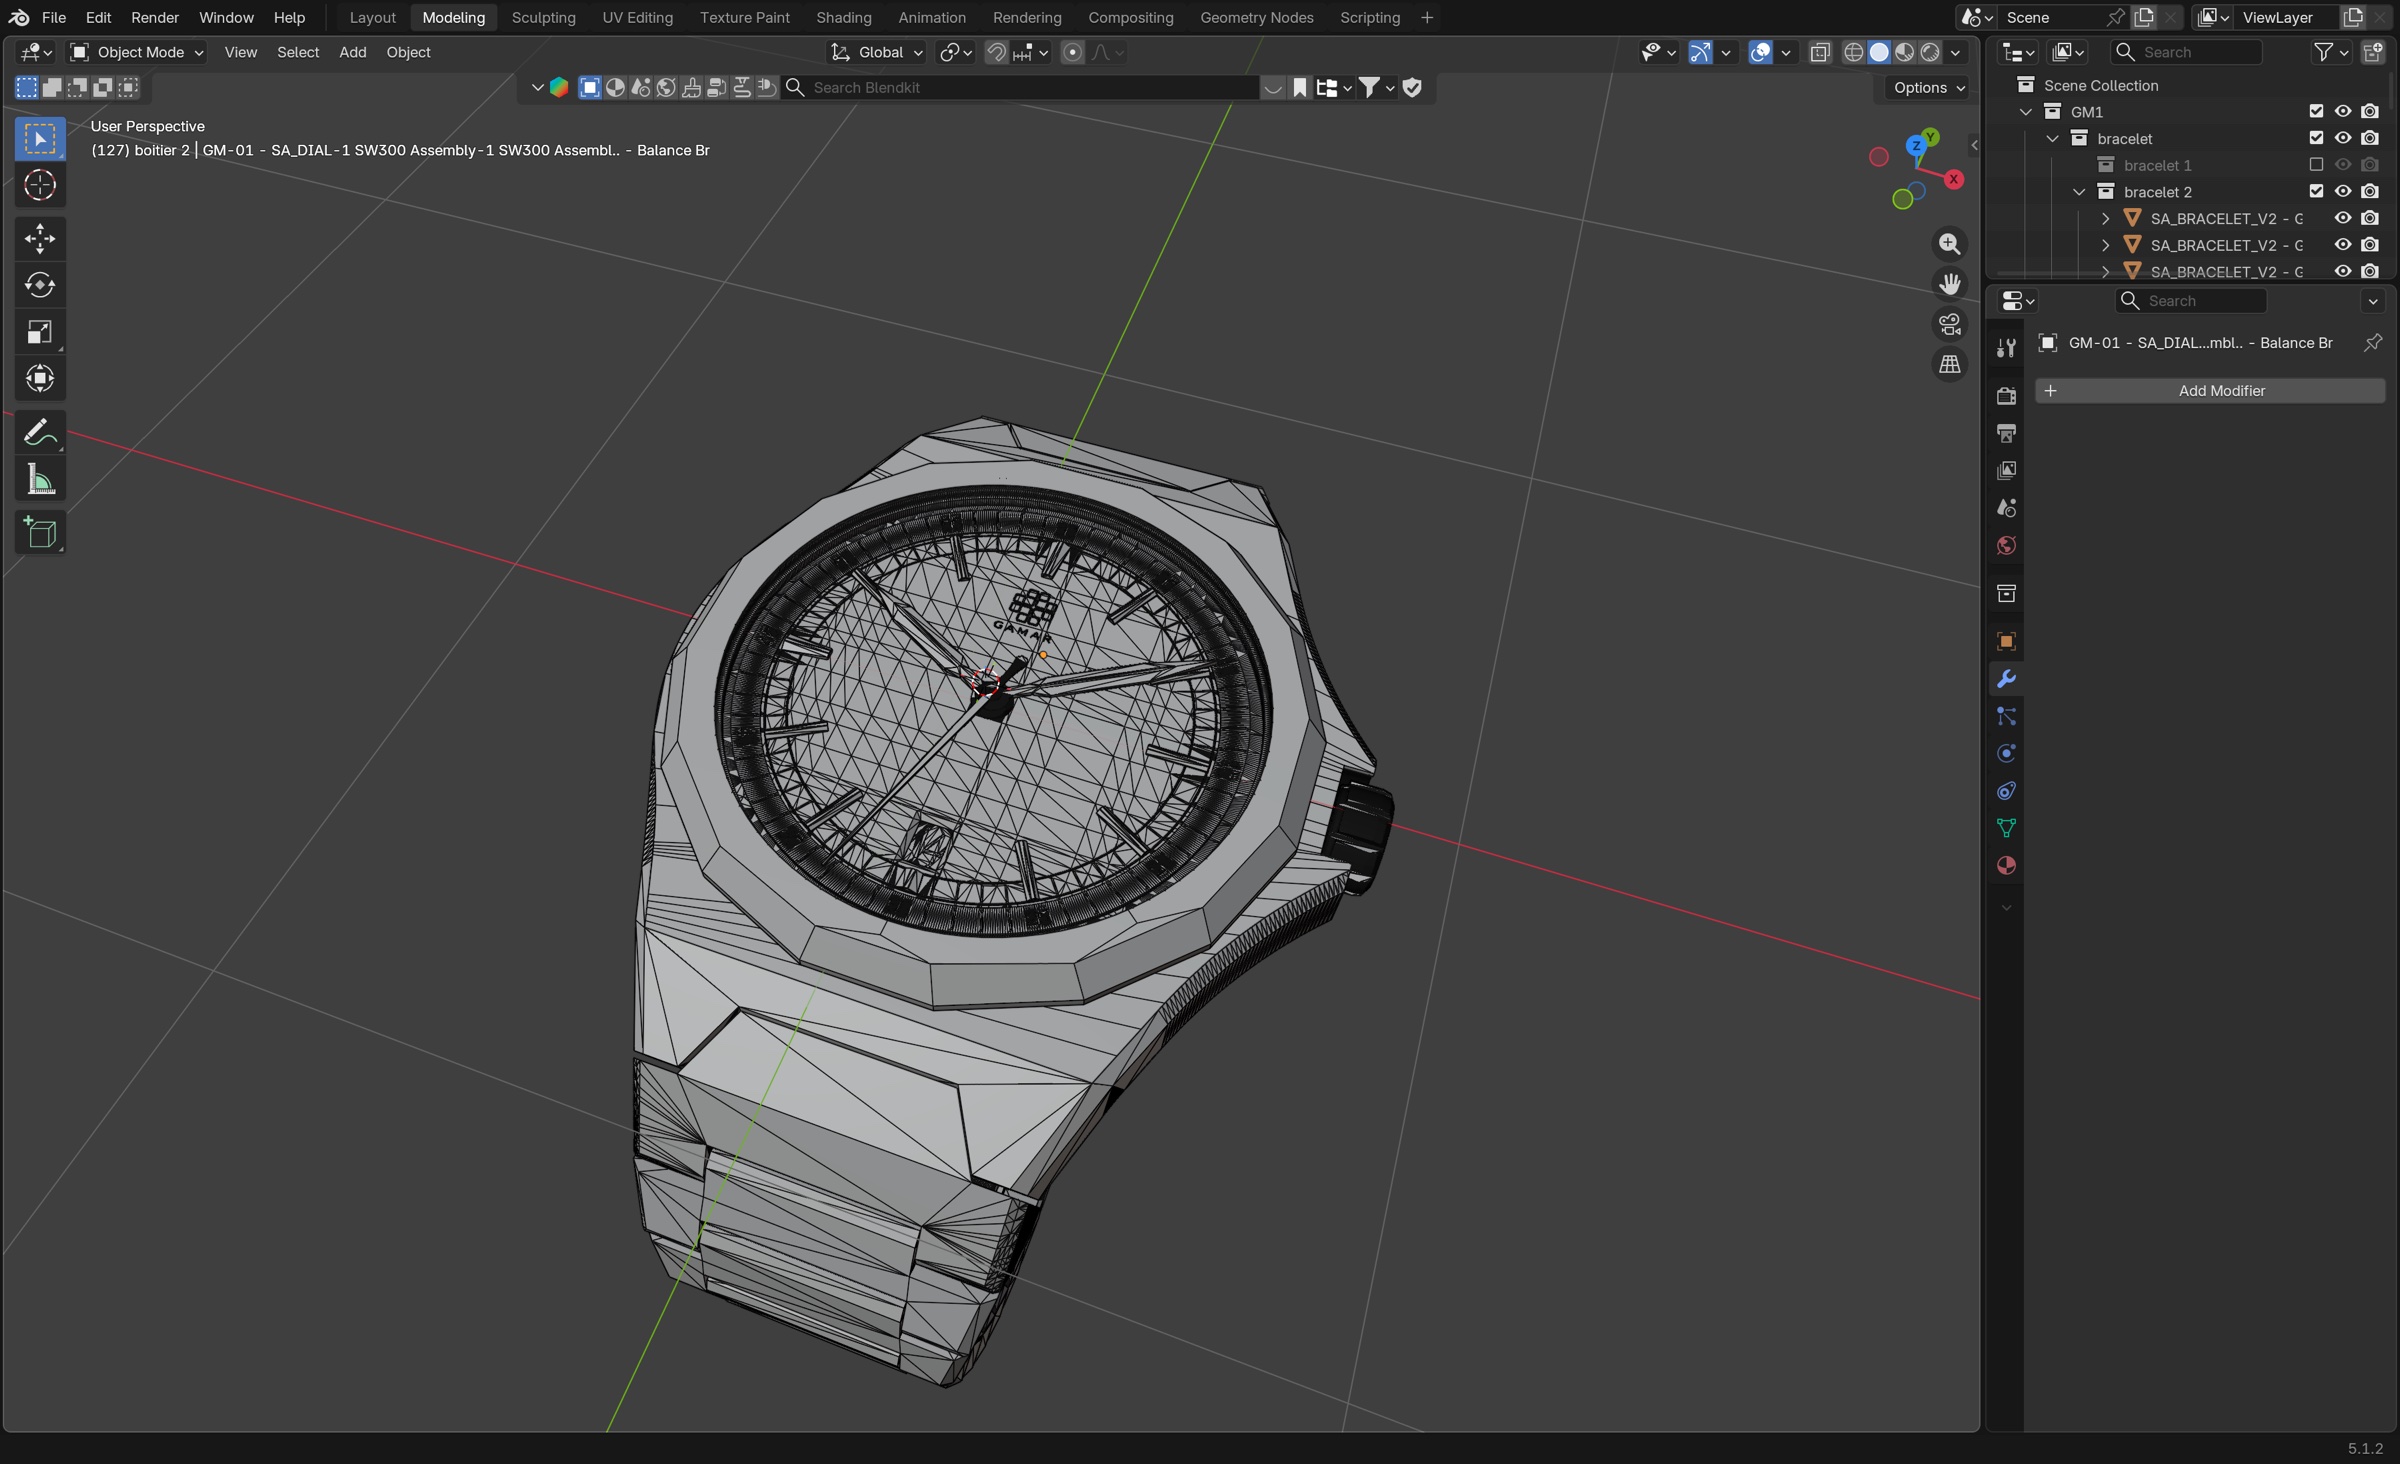 File Edit Render Window Help Layout Modeling Sculpting UV Editing Texture Paint Shading Animation Rendering Compositing Geometry Nodes Scripting + Scene ViewLayer
Object Mode View Select Add Object Global Search
Search Blendkit Options
Scene Collection
GM1
User Perspective
bracelet
(127) boitier 2 | GM-01 - SA_DIAL-1 SW300 Assembly-1 SW300 Assembl.. - Balance Br
bracelet 1
bracelet 2
SA_BRACELET_V2 - G
SA_BRACELET_V2 - G
SA_BRACELET_V2 - G
Y
Z
X
Search
GM-01 - SA_DIAL...mbl.. - Balance Br
+ Add Modifier
GAMAR
5.1.2